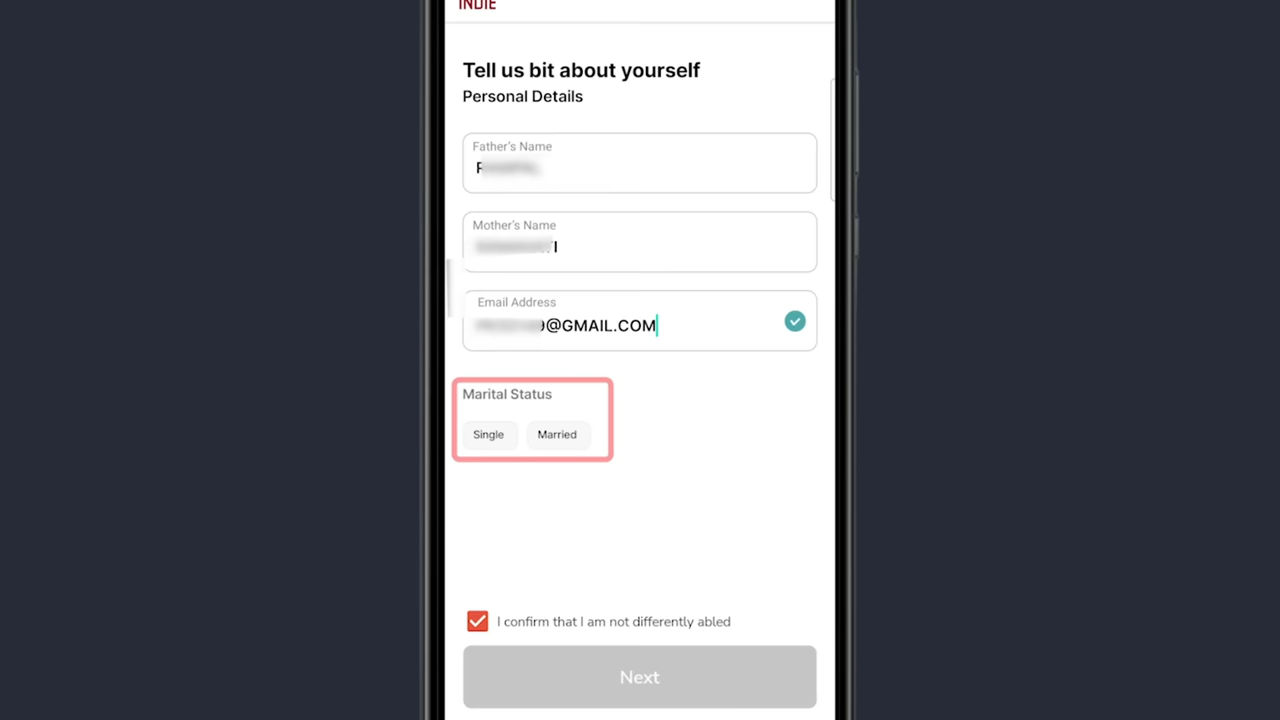 INDIE
Tell us bit about yourself
Personal Details
Father's Name
Mother's Name
Email Address
9@GMAIL.COM
Marital Status
Single Married
I confirm that I am not differently abled
Next